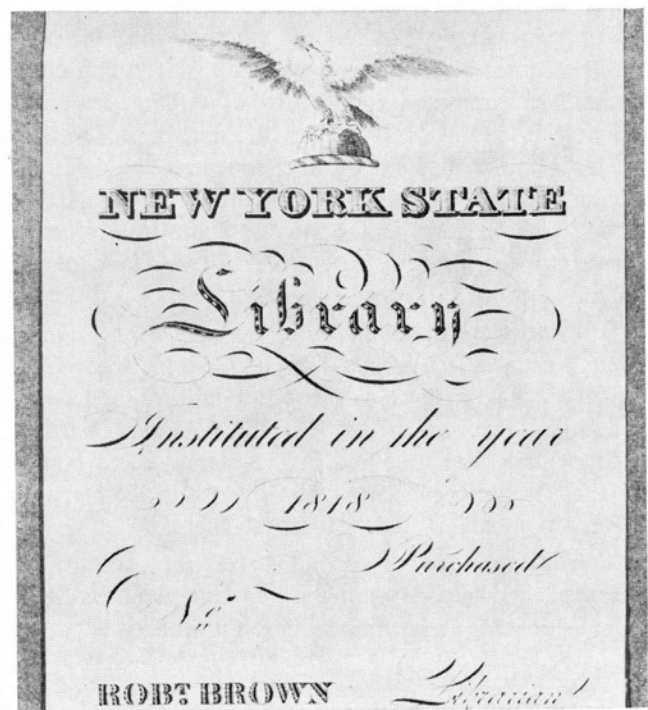 NEW YORK STATE
Library
Instituted in the year
1818
Purchased
No
ROBT. BROWN Librarian